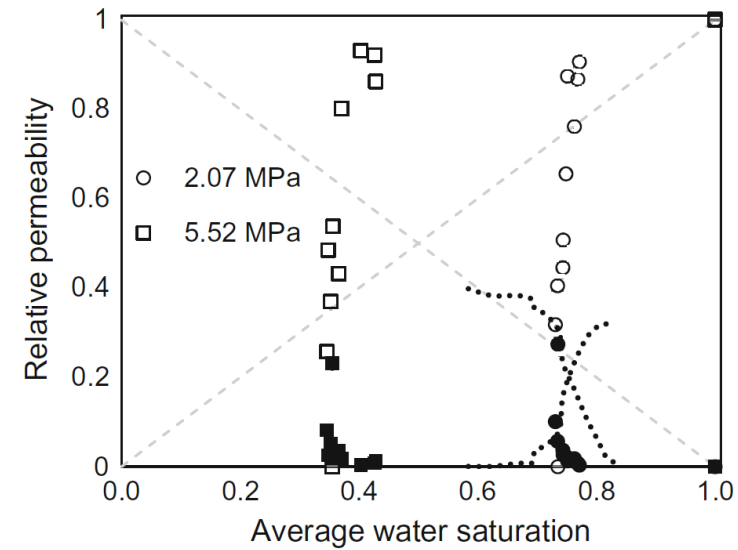 1
0.8
0.6
0.4
0.2
0
Relative permeability
2.07 MPa
5.52 MPa
0.0 0.2 0.4 0.6 0.8 1.0
Average water saturation